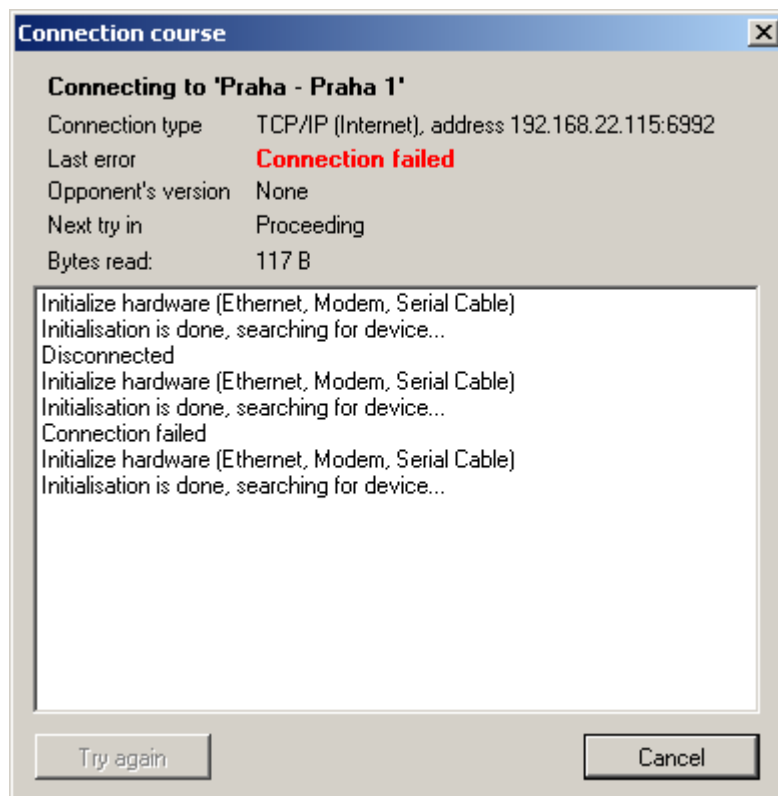 Connection course
Connecting to 'Praha - Praha 1'
Connection type TCP/IP (Internet), address 192.168.22.115:6992
Last error Connection failed
Opponent's version None
Next try in Proceeding
Bytes read: 117 B
Initialize hardware (Ethernet, Modem, Serial Cable)
Initialisation is done, searching for device...
Disconnected
Initialize hardware (Ethernet, Modem, Serial Cable)
Initialisation is done, searching for device...
Connection failed
Initialize hardware (Ethernet, Modem, Serial Cable)
Initialisation is done, searching for device...
Try again Cancel